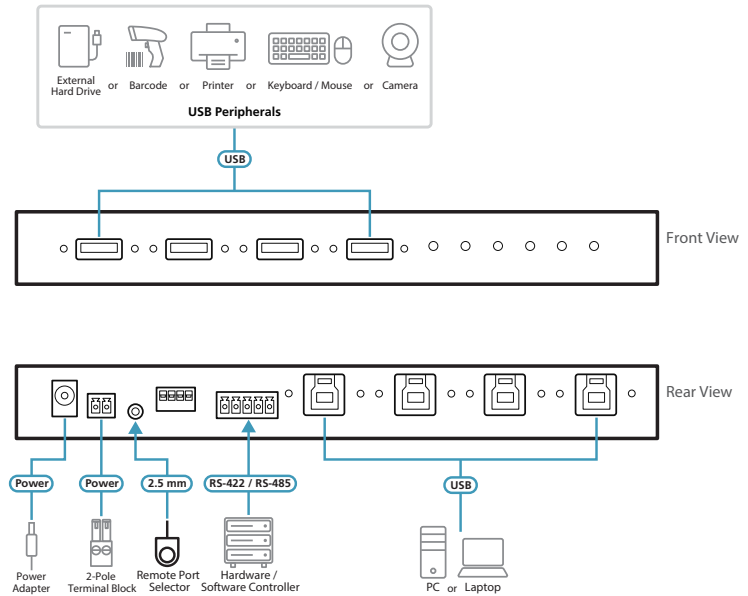 External
Hard Drive or Barcode or Printer or Keyboard / Mouse or Camera
USB Peripherals
USB
Front View
Rear View
Power Power 2.5 mm RS-422 / RS-485 USB
Power
Adapter
2-Pole
Terminal Block
Remote Port
Selector
Hardware /
Software Controller
PC or Laptop